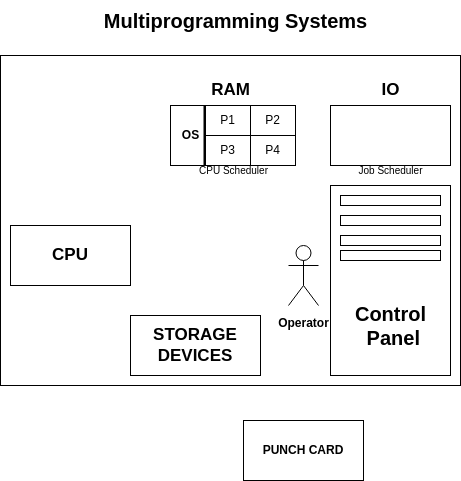 Multiprogramming Systems
RAM
IO
OS
P1
P2
P3
P4
CPU Scheduler
Job Scheduler
CPU
Operator
Control
Panel
STORAGE
DEVICES
PUNCH CARD